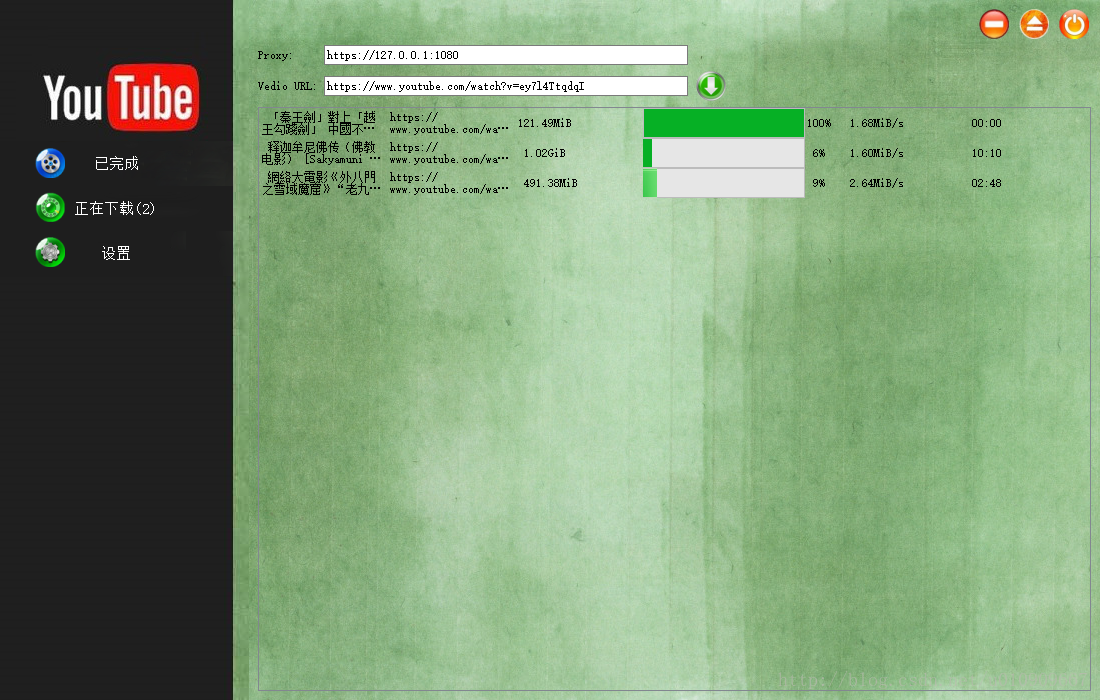 You Tube
已完成
正在下载(2)
设置
Proxy:
https://127.0.0.1:1080
Vedio URL:
https://www.youtube.com/watch?v=ey7l4TtqdqI
「秦王劍」對上「越
王勾踐劍」 中國不…
https://
www.youtube.com/wa…
121.49MiB
100%
1.68MiB/s
00:00
释迦牟尼佛传（佛教
电影） [Sakyamuni …
https://
www.youtube.com/wa…
1.02GiB
6%
1.60MiB/s
10:10
網絡大電影《外八門
之雪域魔窟》“老九…
https://
www.youtube.com/wa…
491.38MiB
9%
2.64MiB/s
02:48